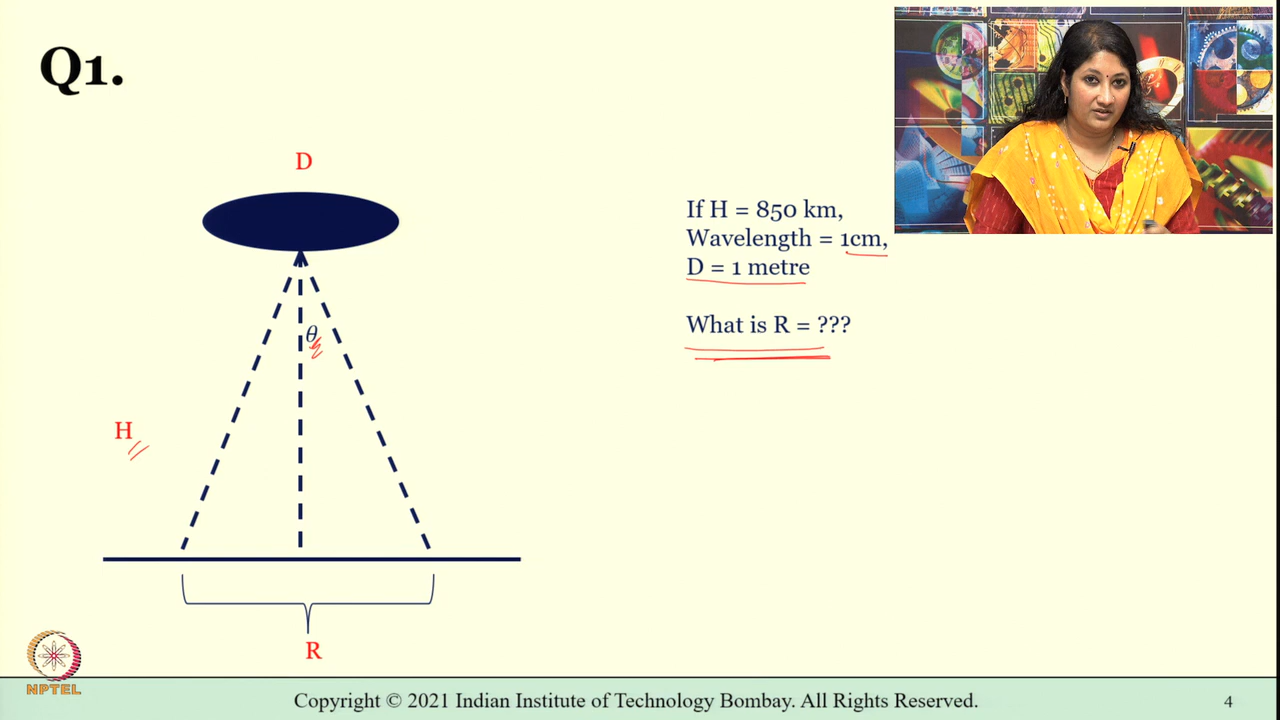 Q1.
D
If H = 850 km,
Wavelength = 1cm,
D = 1 metre
What is R = ???
θ
H
R
NPTEL
Copyright © 2021 Indian Institute of Technology Bombay. All Rights Reserved.
4